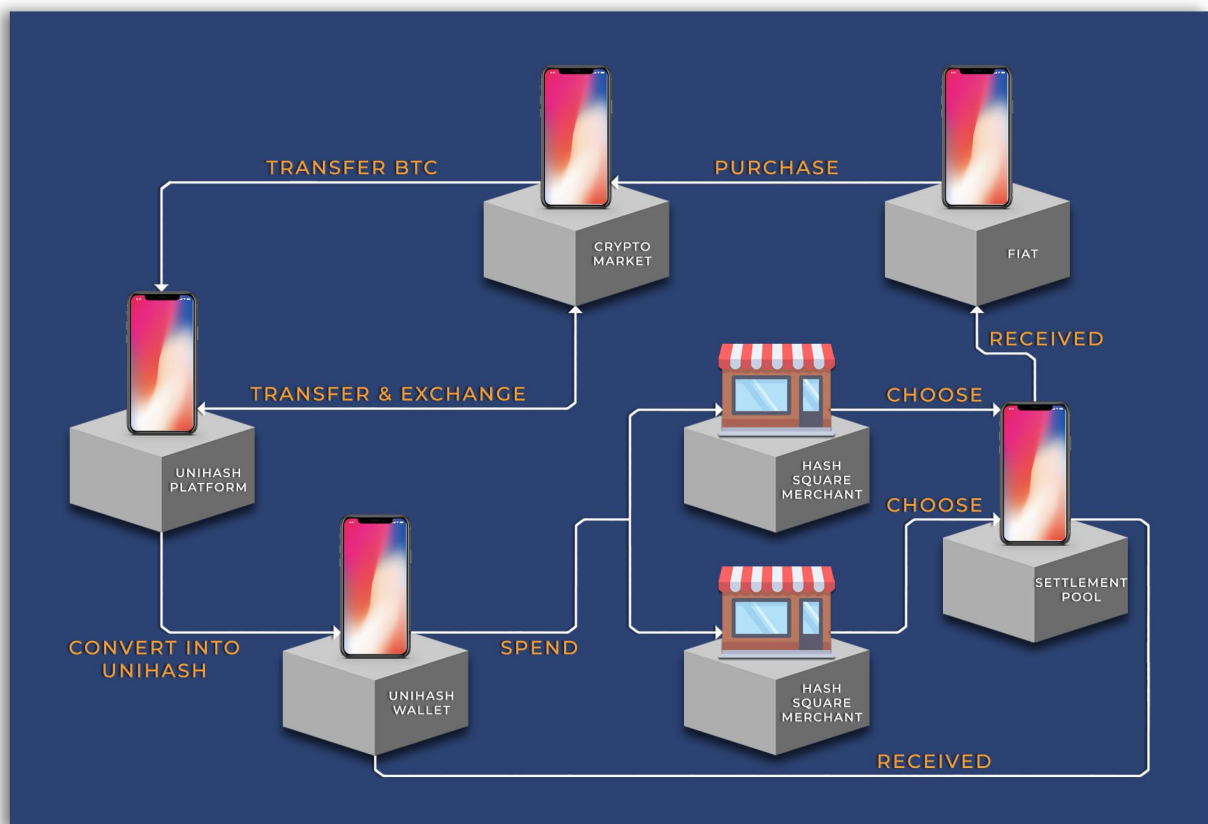 TRANSFER BTC
PURCHASE
CRYPTO
MARKET
FIAT
RECEIVED
TRANSFER & EXCHANGE
CHOOSE
UNIHASH
PLATFORM
HASH
SQUARE
MERCHANT
CHOOSE
SETTLEMENT
POOL
CONVERT INTO
UNIHASH
SPEND
UNIHASH
WALLET
HASH
SQUARE
MERCHANT
RECEIVED